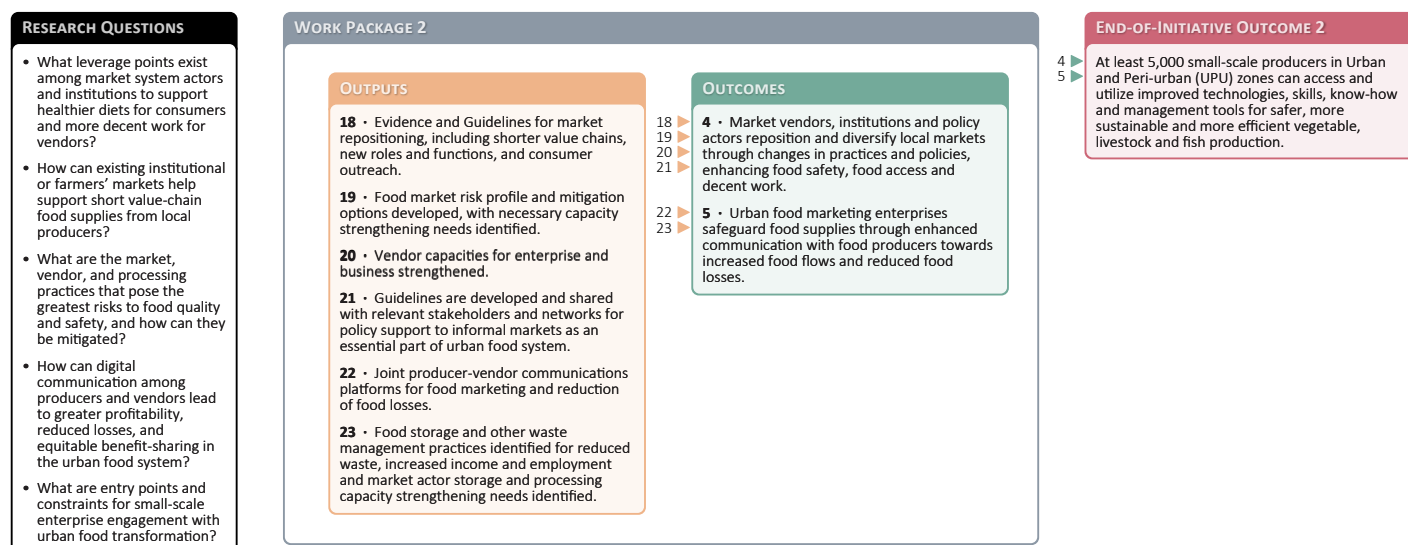 RESEARCH QUESTIONS
• What leverage points exist
among market system actors
and institutions to support
healthier diets for consumers
and more decent work for
vendors?
• How can existing institutional
or farmers’ markets help
support short value-chain
food supplies from local
producers?
• What are the market,
vendor, and processing
practices that pose the
greatest risks to food quality
and safety, and how can they
be mitigated?
• How can digital
communication among
producers and vendors lead
to greater profitability,
reduced losses, and
equitable benefit-sharing in
the urban food system?
• What are entry points and
constraints for small-scale
enterprise engagement with
urban food transformation?
WORK PACKAGE 2
OUTPUTS
18 · Evidence and Guidelines for market
repositioning, including shorter value chains,
new roles and functions, and consumer
outreach.
19 · Food market risk profile and mitigation
options developed, with necessary capacity
strengthening needs identified.
20 · Vendor capacities for enterprise and
business strengthened.
21 · Guidelines are developed and shared
with relevant stakeholders and networks for
policy support to informal markets as an
essential part of urban food system.
22 · Joint producer-vendor communications
platforms for food marketing and reduction
of food losses.
23 · Food storage and other waste
management practices identified for reduced
waste, increased income and employment
and market actor storage and processing
capacity strengthening needs identified.
18
19
20
21
22
23
OUTCOMES
4 · Market vendors, institutions and policy
actors reposition and diversify local markets
through changes in practices and policies,
enhancing food safety, food access and
decent work.
5 · Urban food marketing enterprises
safeguard food supplies through enhanced
communication with food producers towards
increased food flows and reduced food
losses.
4
5
END-OF-INITIATIVE OUTCOME 2
At least 5,000 small-scale producers in Urban
and Peri-urban (UPU) zones can access and
utilize improved technologies, skills, know-how
and management tools for safer, more
sustainable and more efficient vegetable,
livestock and fish production.